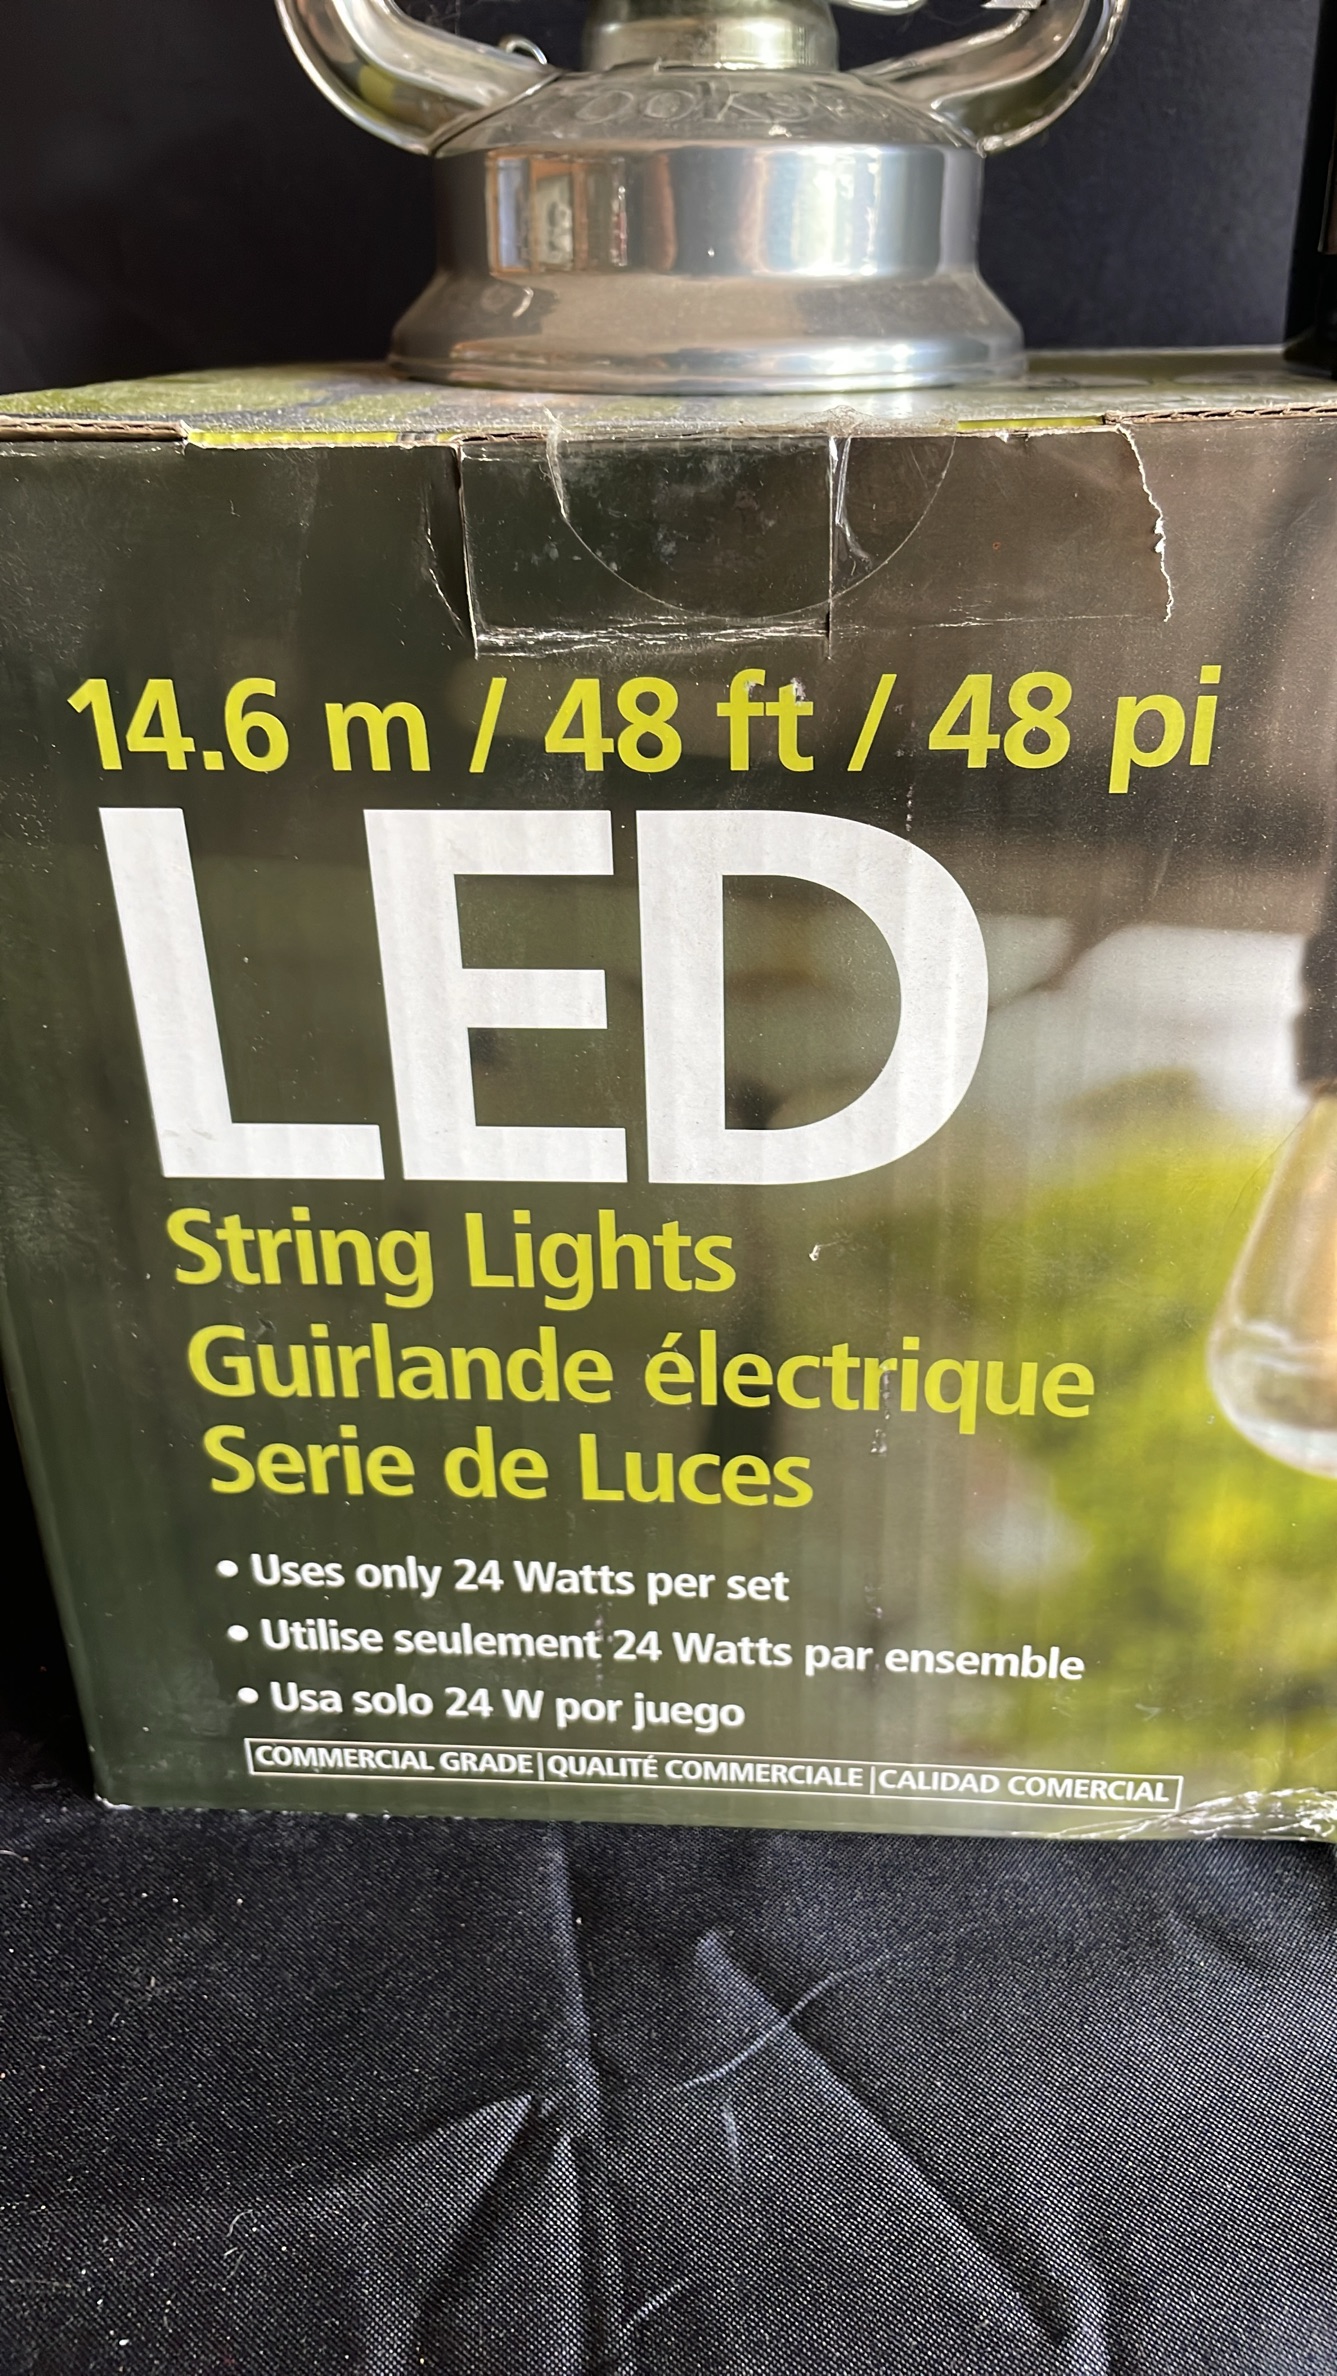 14.6 m / 48 ft / 48 pi
LED
String Lights
Guirlande électrique
Serie de Luces
• Uses only 24 Watts per set
• Utilise seulement 24 Watts par ensemble
• Usa solo 24 W por juego
COMMERCIAL GRADE|QUALITÉ COMMERCIALE|CALIDAD COMERCIAL